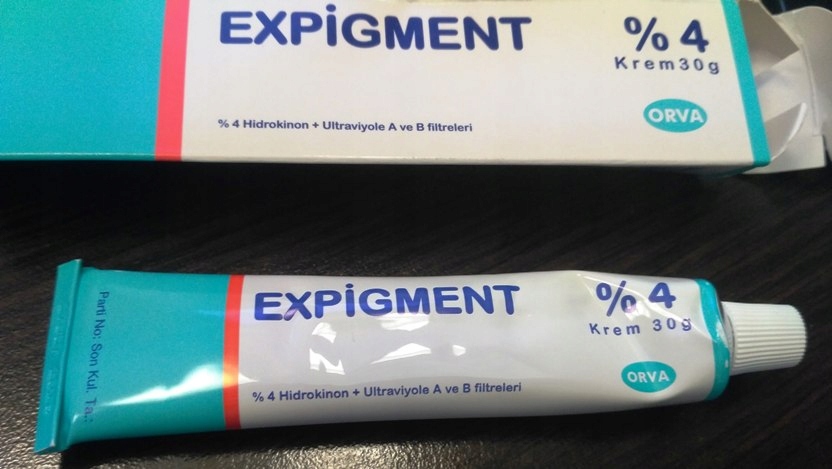 EXPİGMENT
% 4
Krem30g
% 4 Hidrokinon + Ultraviyole A ve B filtreleri
ORVA
Parti No: Son Kul. Ta.:
EXPİGMENT
% 4
Krem 30g
% 4 Hidrokinon + Ultraviyole A ve B filtreleri
ORVA